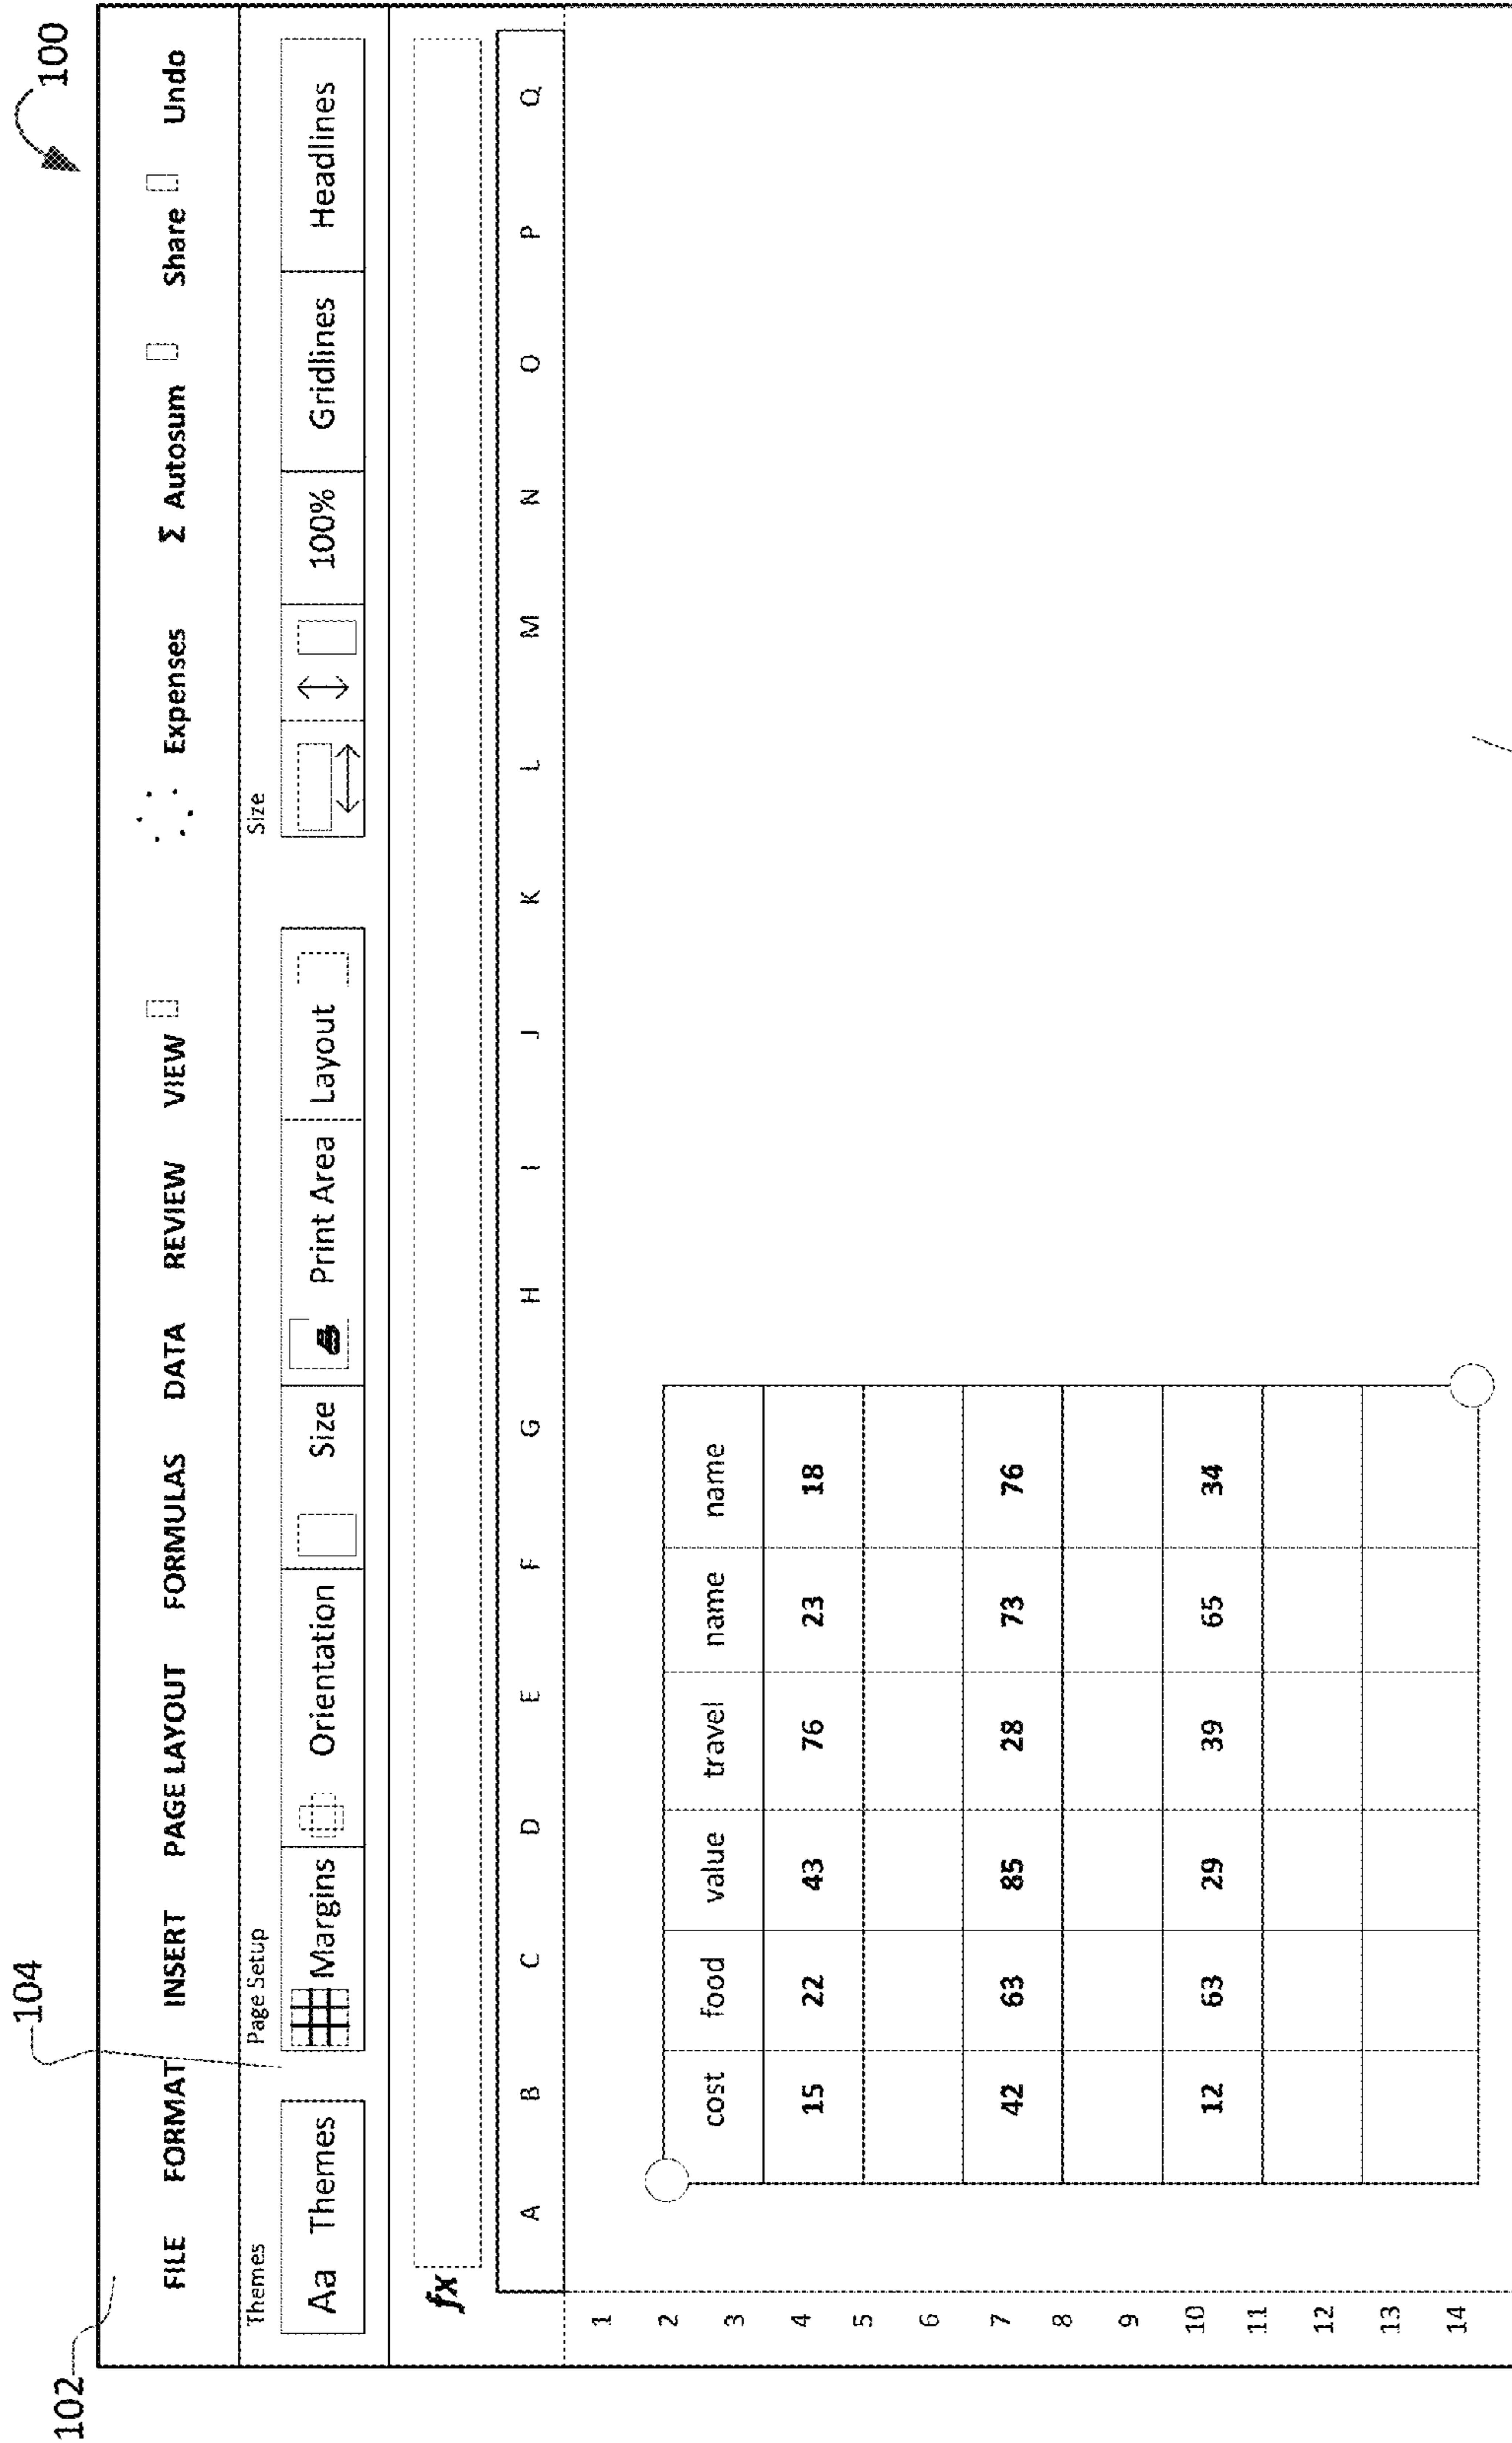 100
102
104
FILE FORMAT INSERT PAGE LAYOUT FORMULAS DATA REVIEW VIEW Expenses Σ Autosum Share Undo
Themes Page Setup Size
Aa Themes Margins Orientation Size Print Area Layout 100% Gridlines Headlines
fx
A B C D E F G H I J K L M N O P Q
1
2
3 cost food value travel name name
4 15 22 43 76 23 18
5
6
7 42 63 85 28 73 76
8
9
10 12 63 29 39 65 34
11
12
13
14